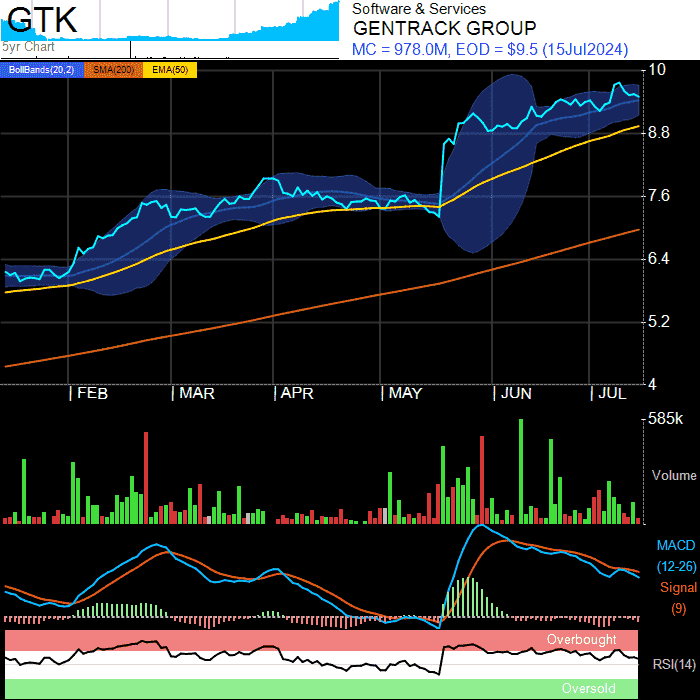 GTK
5yr Chart
Software & Services
GENTRACK GROUP
MC = 978.0M, EOD = $9.5 (15Jul2024)
BollBands(20,2) SMA(200) EMA(50)
10
8.8
7.6
6.4
5.2
4
FEB MAR APR MAY JUN JUL
585k
Volume
MACD
(12-26)
Signal
(9)
Overbought
RSI(14)
Oversold